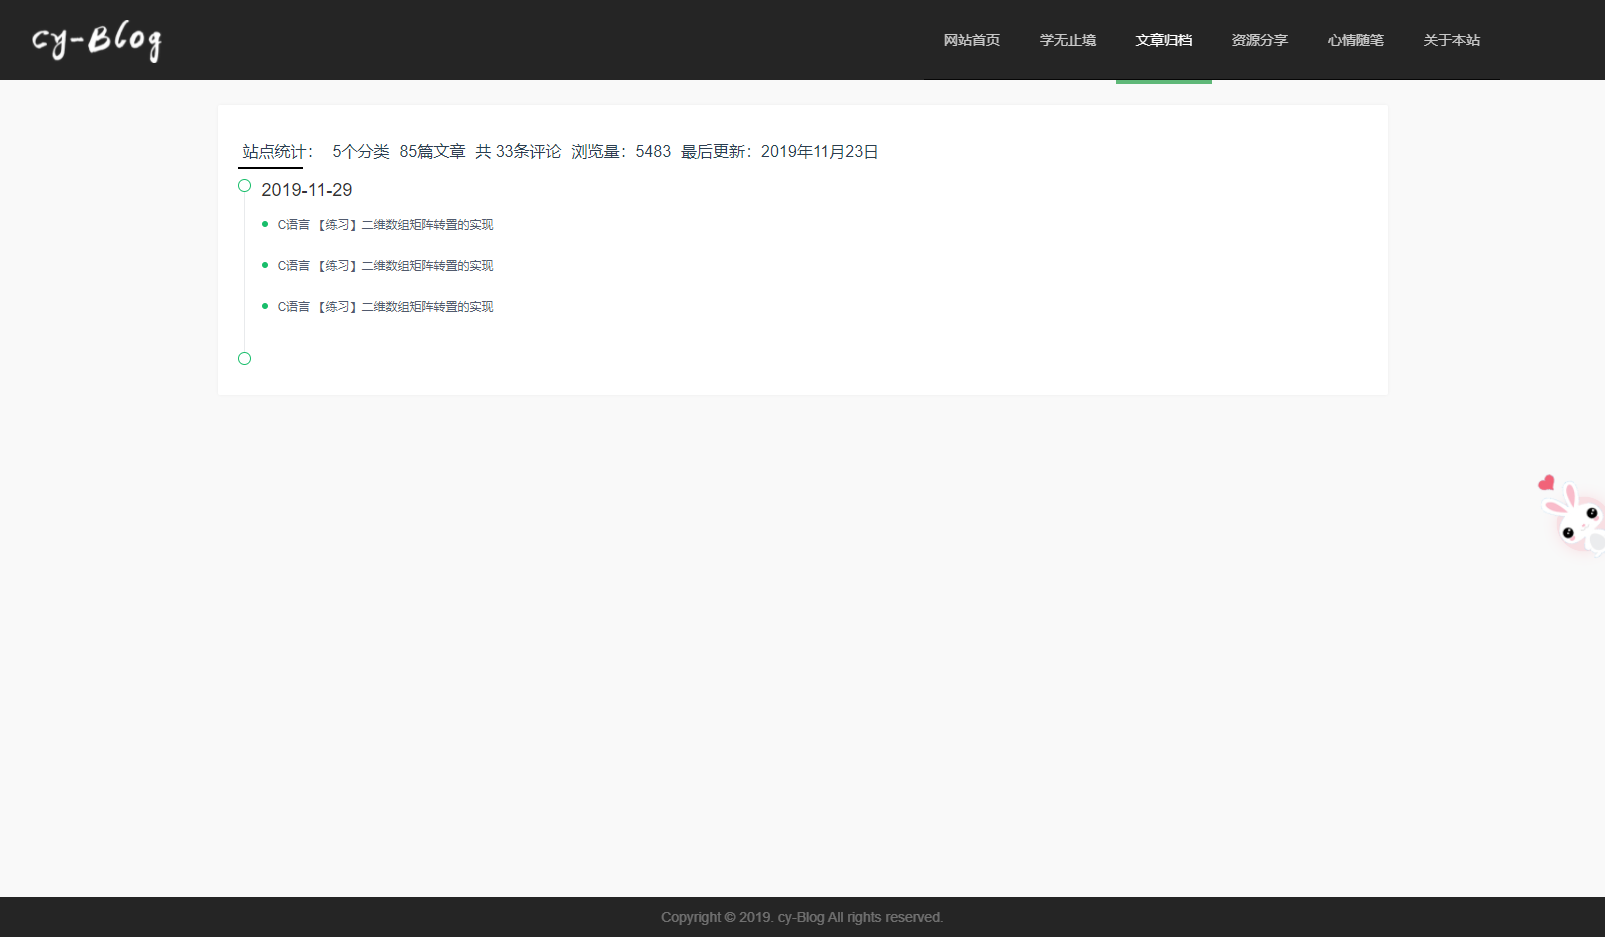 cy-Blog
网站首页 学无止境 文章归档 资源分享 心情随笔 关于本站
站点统计： 5个分类 85篇文章 共 33条评论 浏览量：5483 最后更新：2019年11月23日
2019-11-29
C语言 【练习】二维数组矩阵转置的实现
C语言 【练习】二维数组矩阵转置的实现
C语言 【练习】二维数组矩阵转置的实现
Copyright © 2019. cy-Blog All rights reserved.